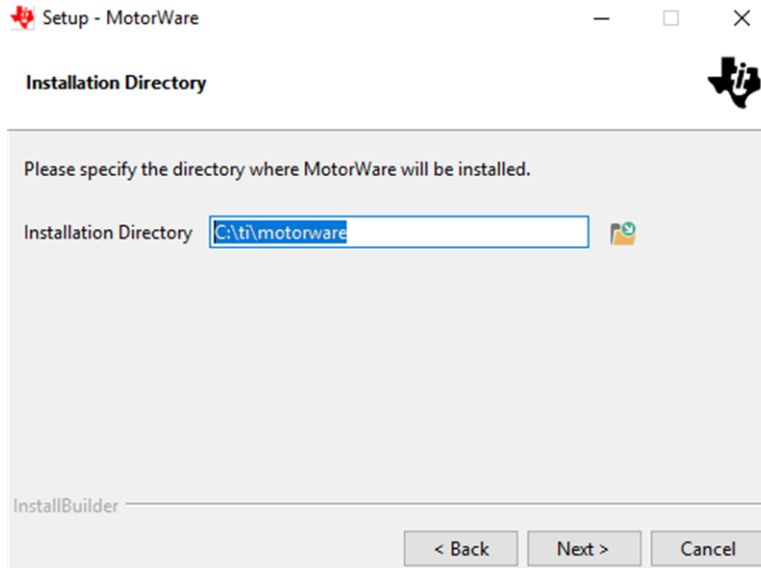 Setup - MotorWare
Installation Directory
Please specify the directory where MotorWare will be installed.
Installation Directory C:\ti\motorware
InstallBuilder
< Back Next > Cancel